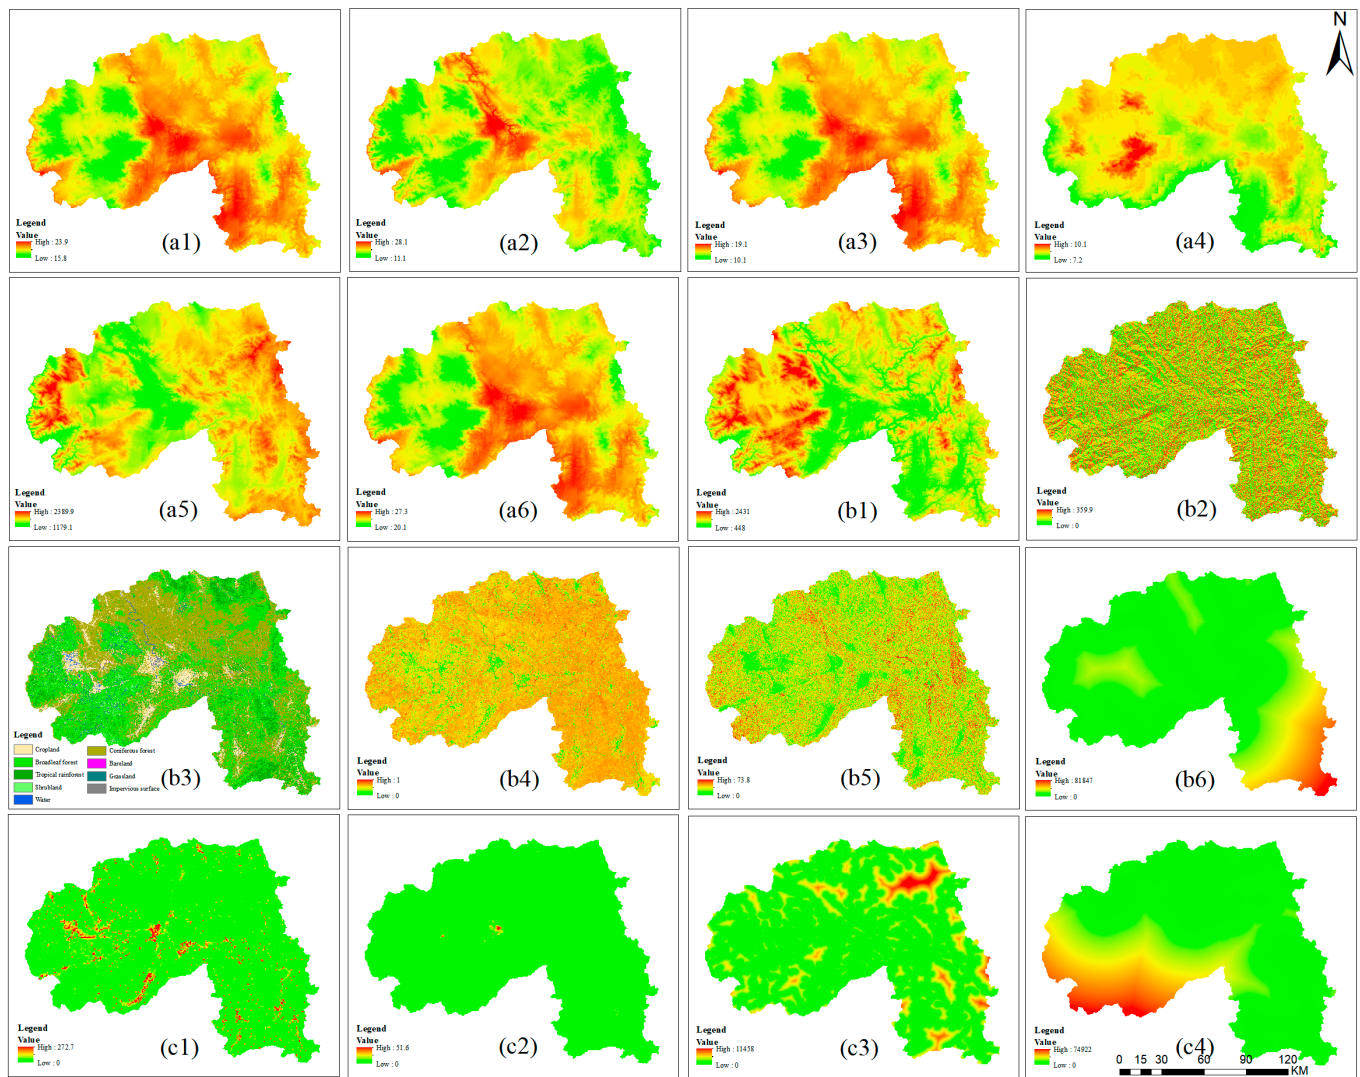 Legend
Value
High : 23.9
Low : 15.8
(a1)
Legend
Value
High : 28.1
Low : 11.1
(a2)
Legend
Value
High : 19.1
Low : 10.1
(a3)
N
Legend
Value
High : 10.1
Low : 7.2
(a4)
Legend
Value
High : 2389.9
Low : 1179.1
(a5)
Legend
Value
High : 27.3
Low : 20.1
(a6)
Legend
Value
High : 2431
Low : 448
(b1)
Legend
Value
High : 359.9
Low : 0
(b2)
Legend
Cropland
Coniferous forest
Broadleaf forest
Bareland
Tropical rainforest
Grassland
Shrubland
Impervious surface
Water
(b3)
Legend
Value
High : 1
Low : 0
(b4)
Legend
Value
High : 73.8
Low : 0
(b5)
Legend
Value
High : 81847
Low : 0
(b6)
Legend
Value
High : 272.7
Low : 0
(c1)
Legend
Value
High : 51.6
Low : 0
(c2)
Legend
Value
High : 11458
Low : 0
(c3)
Legend
Value
High : 74922
Low : 0
(c4)
0 15 30 60 90 120
KM